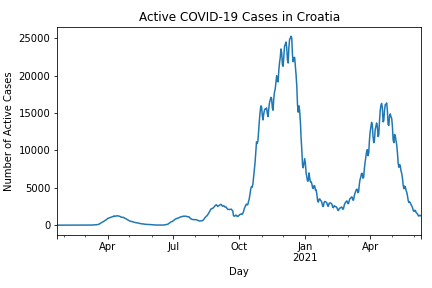 Active COVID-19 Cases in Croatia
Number of Active Cases
25000
20000
15000
10000
5000
0
Apr
Jul
Oct
Jan
2021
Apr
Day